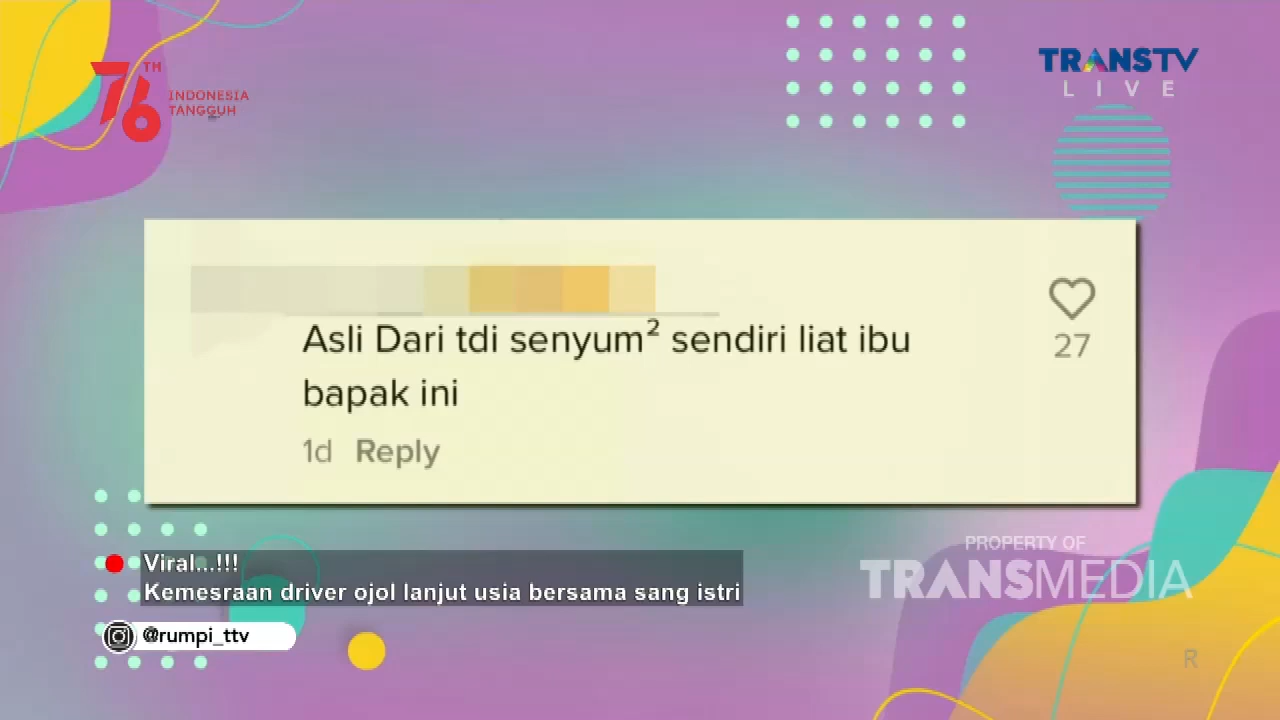 76 TH
INDONESIA
TANGGUH
TRANSTV
LIVE
Asli Dari tdi senyum² sendiri liat ibu
bapak ini
27
1d Reply
PROPERTY OF
TRANSMEDIA
Viral...!!!
Kemesraan driver ojol lanjut usia bersama sang istri
@rumpi_ttv
R